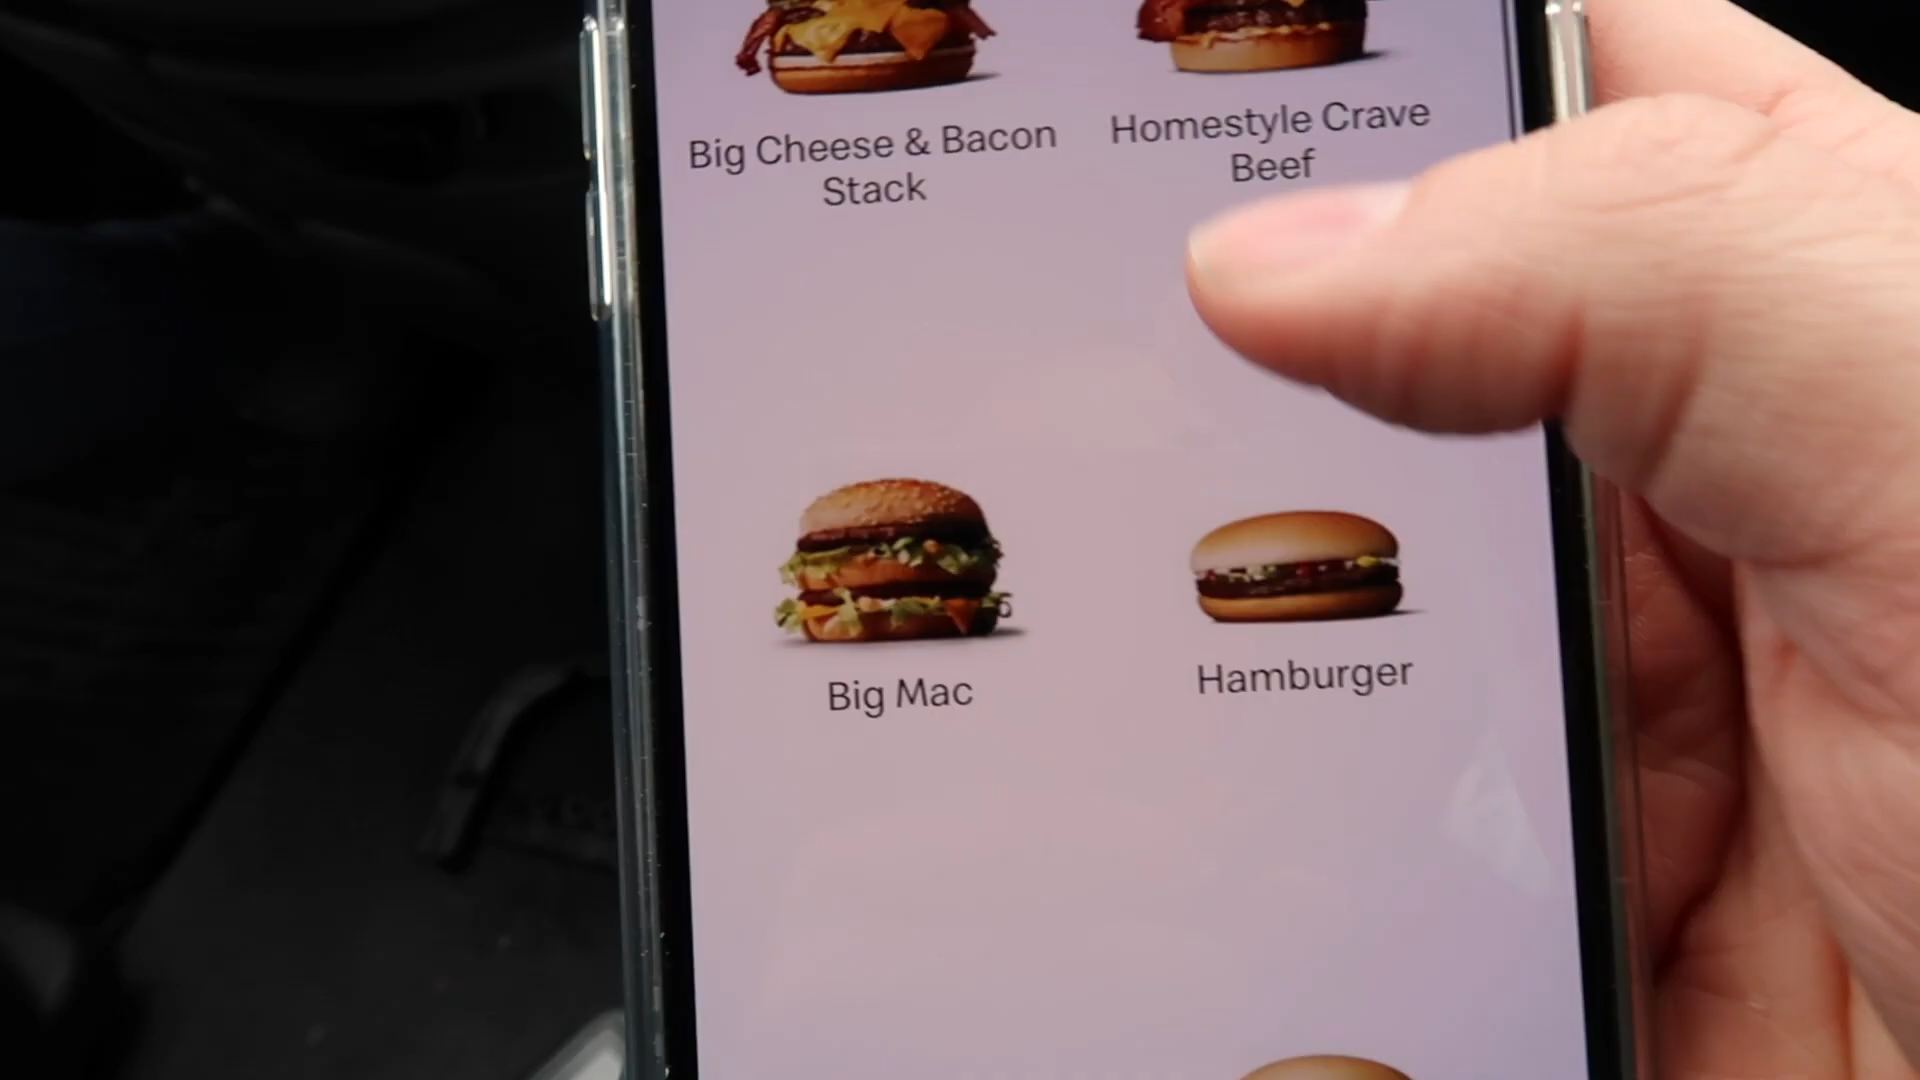 Big Cheese & Bacon
Stack
Homestyle Crave
Beef
Big Mac
Hamburger